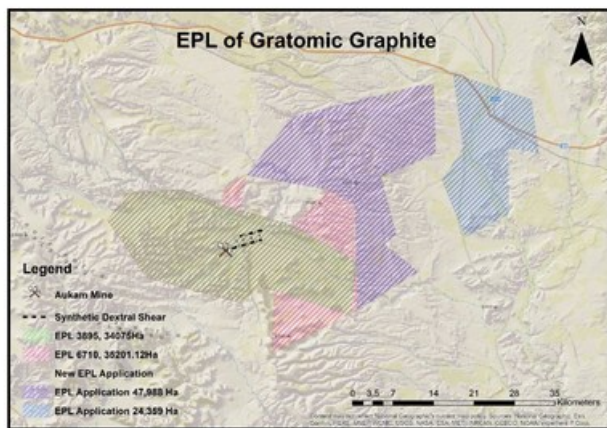 EPL of Gratomic Graphite
N
Legend
Aukam Mine
Synthetic Dextral Shear
EPL 3895, 34075Ha
EPL 6710, 38201.12Ha
New EPL Application
EPL Application 47,988 Ha
EPL Application 24,359 Ha
0 3.5 7 14 21 28 35
Kilometers